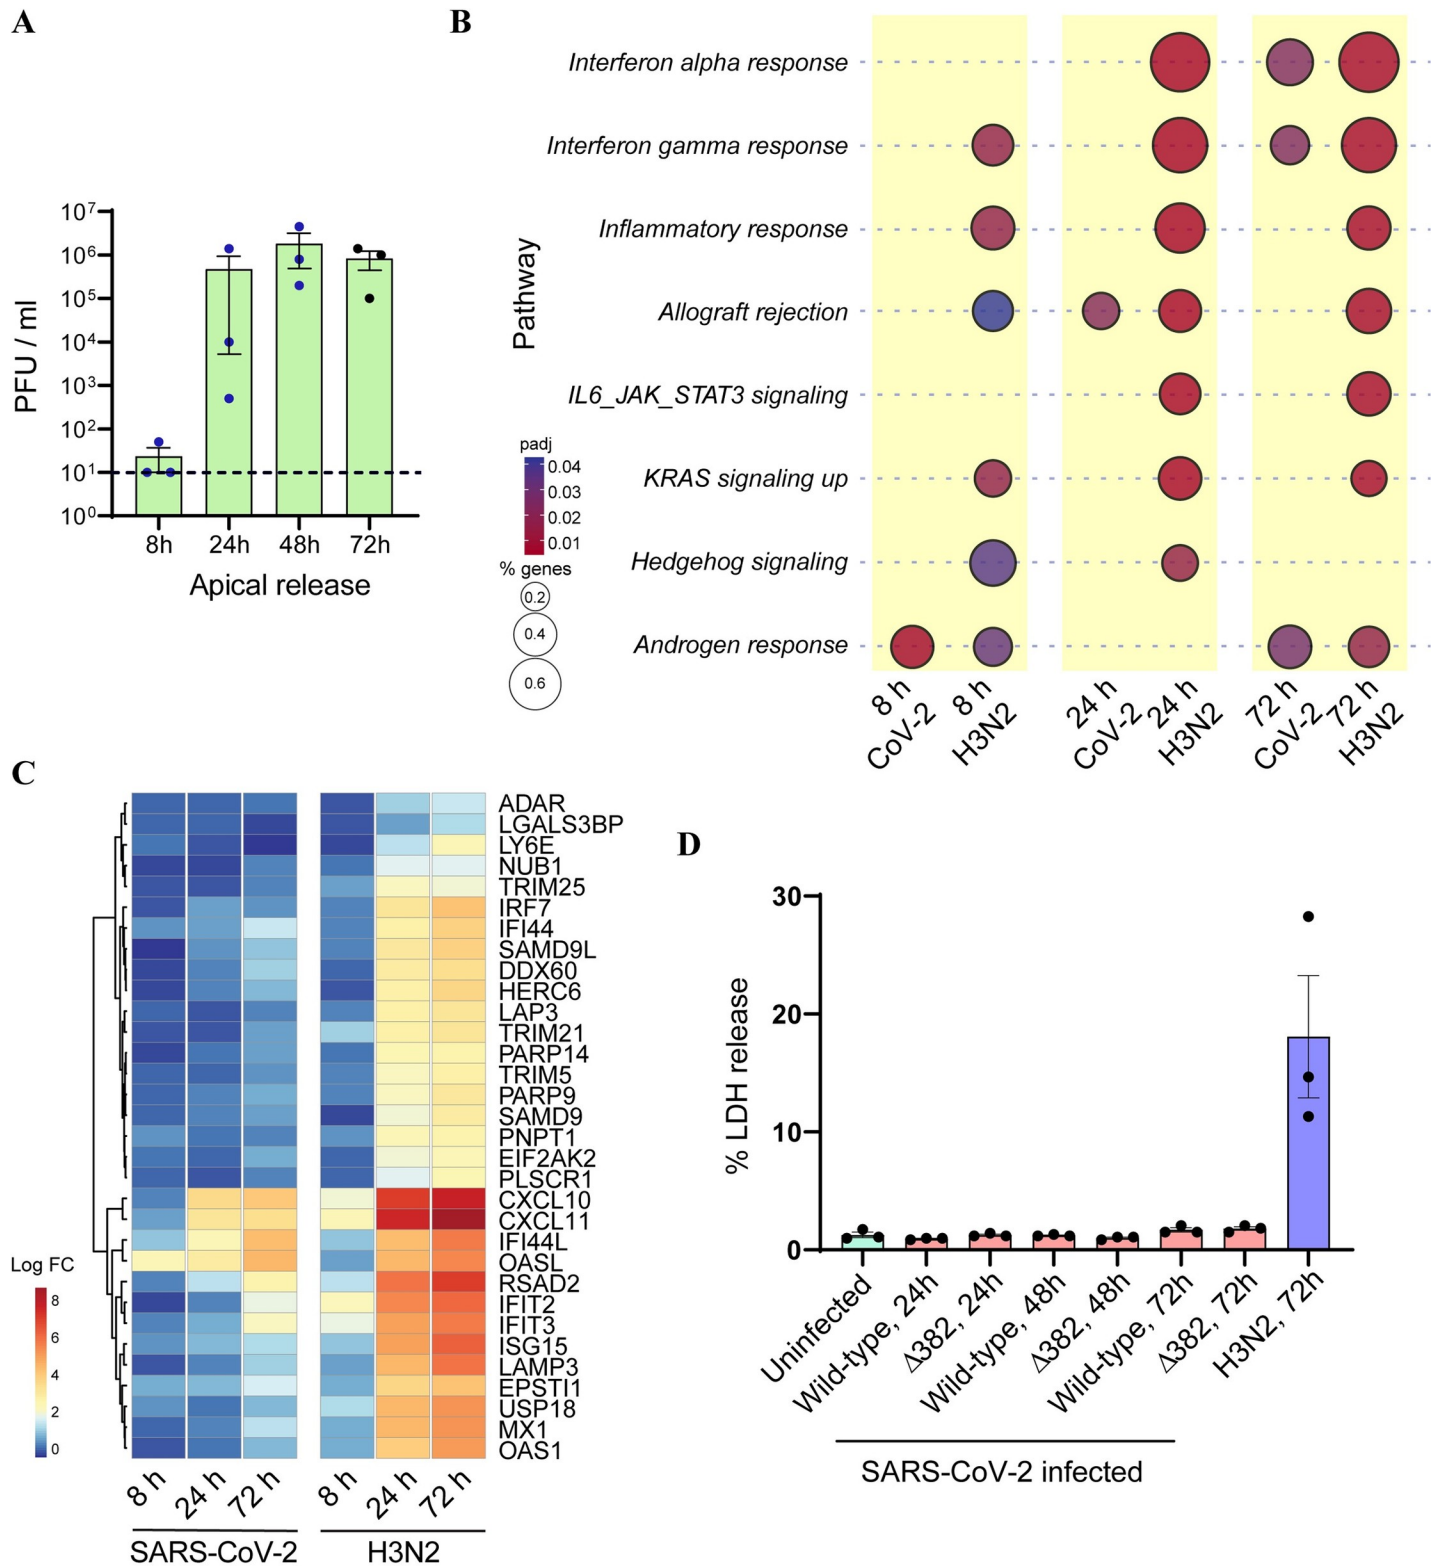 A
PFU / ml
10⁷
10⁶
10⁵
10⁴
10³
10²
10¹
10⁰
8h 24h 48h 72h
Apical release
B
Pathway
Interferon alpha response
Interferon gamma response
Inflammatory response
Allograft rejection
IL6_JAK_STAT3 signaling
KRAS signaling up
Hedgehog signaling
Androgen response
padj
0.04
0.03
0.02
0.01
% genes
0.2
0.4
0.6
8 h
CoV-2
8 h
H3N2
24 h
CoV-2
24 h
H3N2
72 h
CoV-2
72 h
H3N2
C
ADAR
LGALS3BP
LY6E
NUB1
TRIM25
IRF7
IFI44
SAMD9L
DDX60
HERC6
LAP3
TRIM21
PARP14
TRIM5
PARP9
SAMD9
PNPT1
EIF2AK2
PLSCR1
CXCL10
CXCL11
IFI44L
OASL
RSAD2
IFIT2
IFIT3
ISG15
LAMP3
EPSTI1
USP18
MX1
OAS1
Log FC
8
6
4
2
0
8 h 24 h 72 h 8 h 24 h 72 h
SARS-CoV-2 H3N2
D
% LDH release
30
20
10
0
Uninfected
Wild-type, 24h
Δ382, 24h
Wild-type, 48h
Δ382, 48h
Wild-type, 72h
Δ382, 72h
H3N2, 72h
SARS-CoV-2 infected